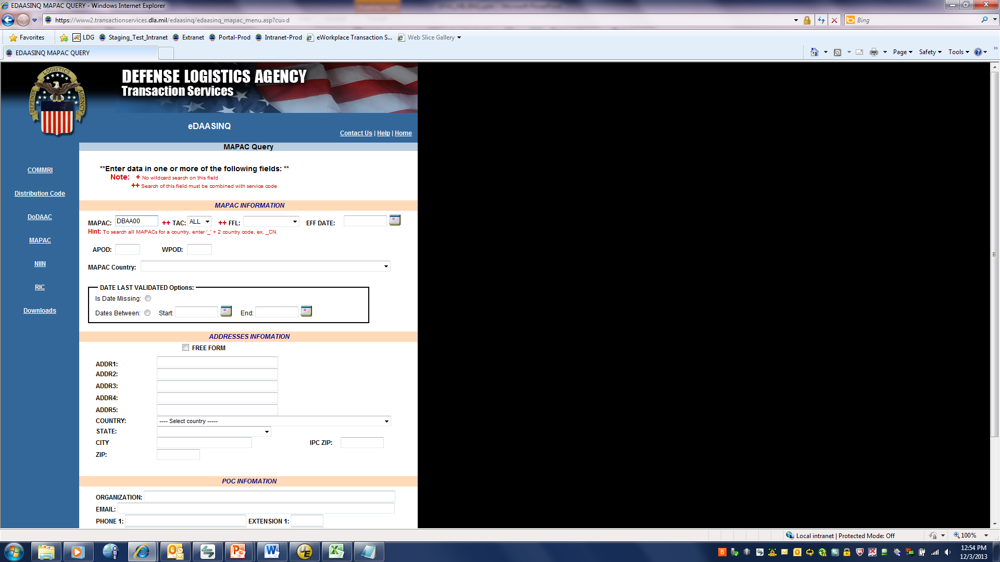 EDAASINQ MAPAC QUERY - Windows Internet Explorer
https://www2.transactionservices.dla.mil/edaasinq/edaasinq_mapac_menu.asp?cu=d
Bing
Favorites LDG Staging_Test_Intranet Extranet Portal-Prod Intranet-Prod eWorkplace Transaction S... Web Slice Gallery
EDAASINQ MAPAC QUERY
Page Safety Tools
DEFENSE LOGISTICS AGENCY
Transaction Services
DEFENSE LOGISTICS AGENCY
eDAASINQ
Contact Us | Help | Home
MAPAC Query
COMMRI
Distribution Code
DoDAAC
MAPAC
NIIN
RIC
Downloads
**Enter data in one or more of the following fields: **
Note: + No wildcard search on this field
++ Search of this field must be combined with service code
MAPAC INFORMATION
MAPAC: DBAA00 ++ TAC: ALL ++ FFL: EFF DATE:
Hint: To search all MAPACs for a country, enter '_' + 2 country code, ex. _CN.
APOD: WPOD:
MAPAC Country:
DATE LAST VALIDATED Options:
Is Date Missing:
Dates Between: Start: End:
ADDRESSES INFOMATION
FREE FORM
ADDR1:
ADDR2:
ADDR3:
ADDR4:
ADDR5:
COUNTRY: ---- Select country -----
STATE:
CITY IPC ZIP:
ZIP:
POC INFOMATION
ORGANIZATION:
EMAIL:
PHONE 1: EXTENSION 1:
Local intranet | Protected Mode: Off
100%
12:54 PM
12/3/2013